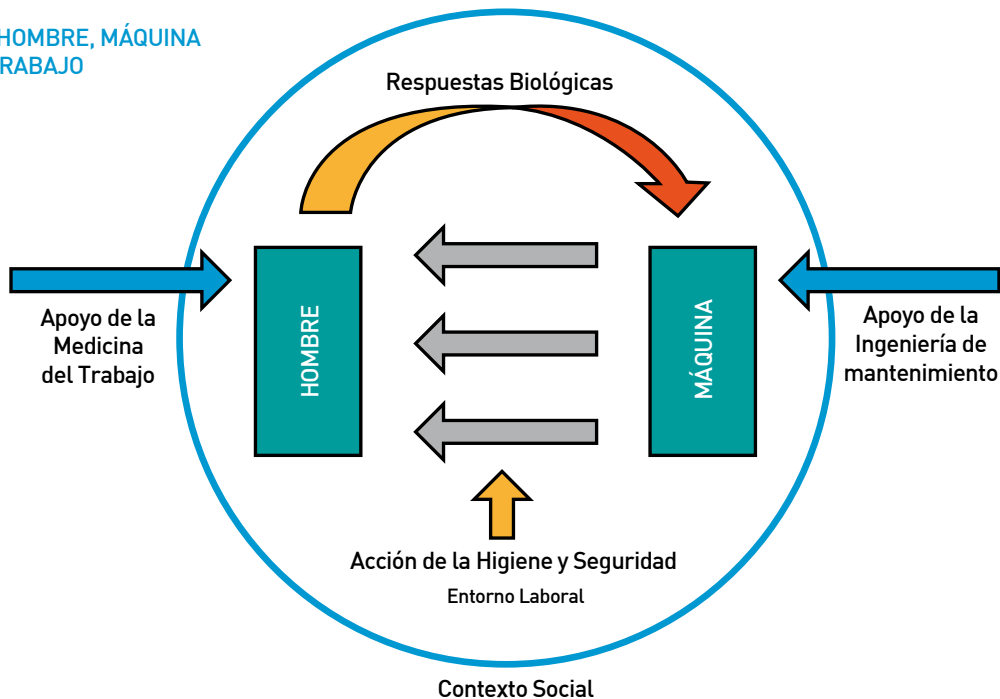 HOMBRE, MÁQUINA
TRABAJO
Respuestas Biológicas
HOMBRE
MÁQUINA
Apoyo de la
Medicina
del Trabajo
Apoyo de la
Ingeniería de
mantenimiento
Acción de la Higiene y Seguridad
Entorno Laboral
Contexto Social